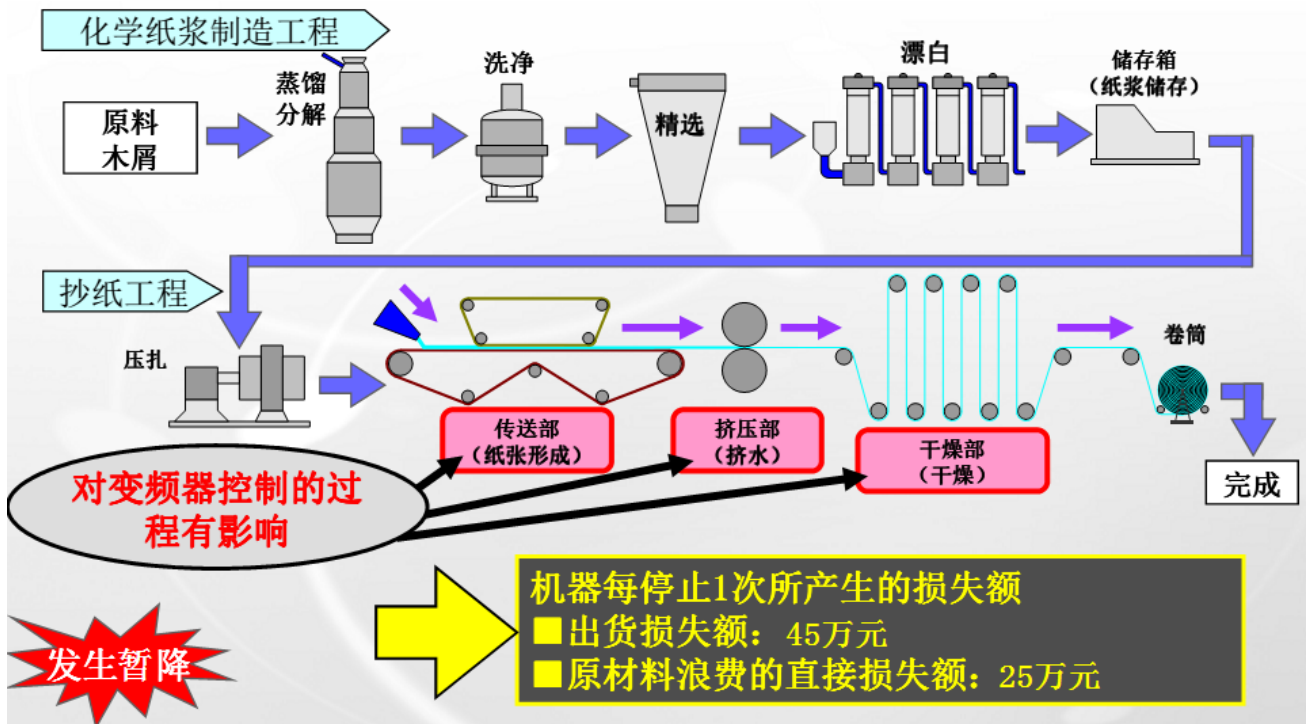 化学纸浆制造工程
原料
木屑
蒸馏
分解
洗净
精选
漂白
储存箱
（纸浆储存）
抄纸工程
压扎
传送部
（纸张形成）
挤压部
（挤水）
干燥部
（干燥）
卷筒
完成
对变频器控制的过
程有影响
发生暂降
机器每停止1次所产生的损失额
■出货损失额：45万元
■原材料浪费的直接损失额：25万元